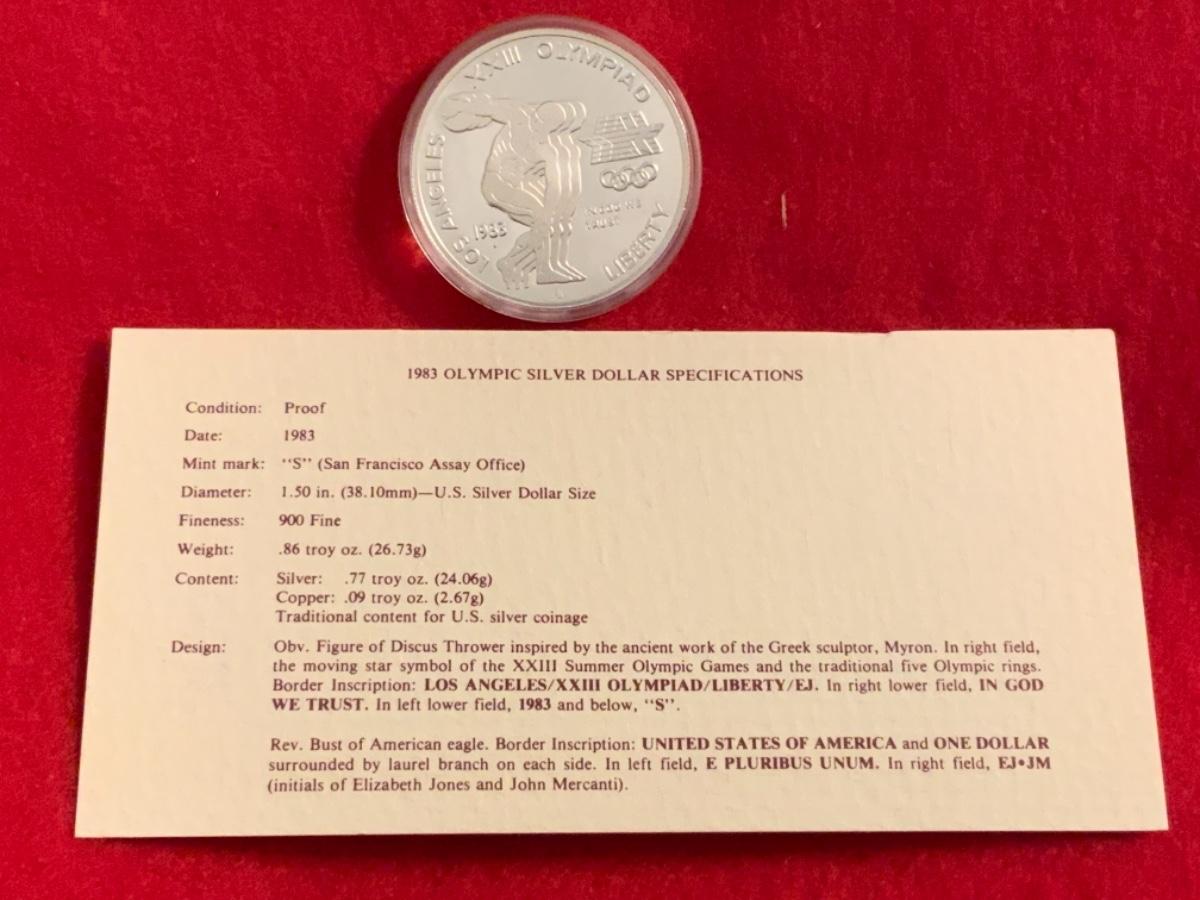 XXIII OLYMPIAD
LOS ANGELES
1983
IN GOD WE
TRUST
LIBERTY
1983 OLYMPIC SILVER DOLLAR SPECIFICATIONS
Condition: Proof
Date: 1983
Mint mark: "S" (San Francisco Assay Office)
Diameter: 1.50 in. (38.10mm)—U.S. Silver Dollar Size
Fineness: 900 Fine
Weight: .86 troy oz. (26.73g)
Content: Silver: .77 troy oz. (24.06g)
Copper: .09 troy oz. (2.67g)
Traditional content for U.S. silver coinage
Design: Obv. Figure of Discus Thrower inspired by the ancient work of the Greek sculptor, Myron. In right field,
the moving star symbol of the XXIII Summer Olympic Games and the traditional five Olympic rings.
Border Inscription: LOS ANGELES/XXIII OLYMPIAD/LIBERTY/EJ. In right lower field, IN GOD
WE TRUST. In left lower field, 1983 and below, "S".
Rev. Bust of American eagle. Border Inscription: UNITED STATES OF AMERICA and ONE DOLLAR
surrounded by laurel branch on each side. In left field, E PLURIBUS UNUM. In right field, EJ•JM
(initials of Elizabeth Jones and John Mercanti).